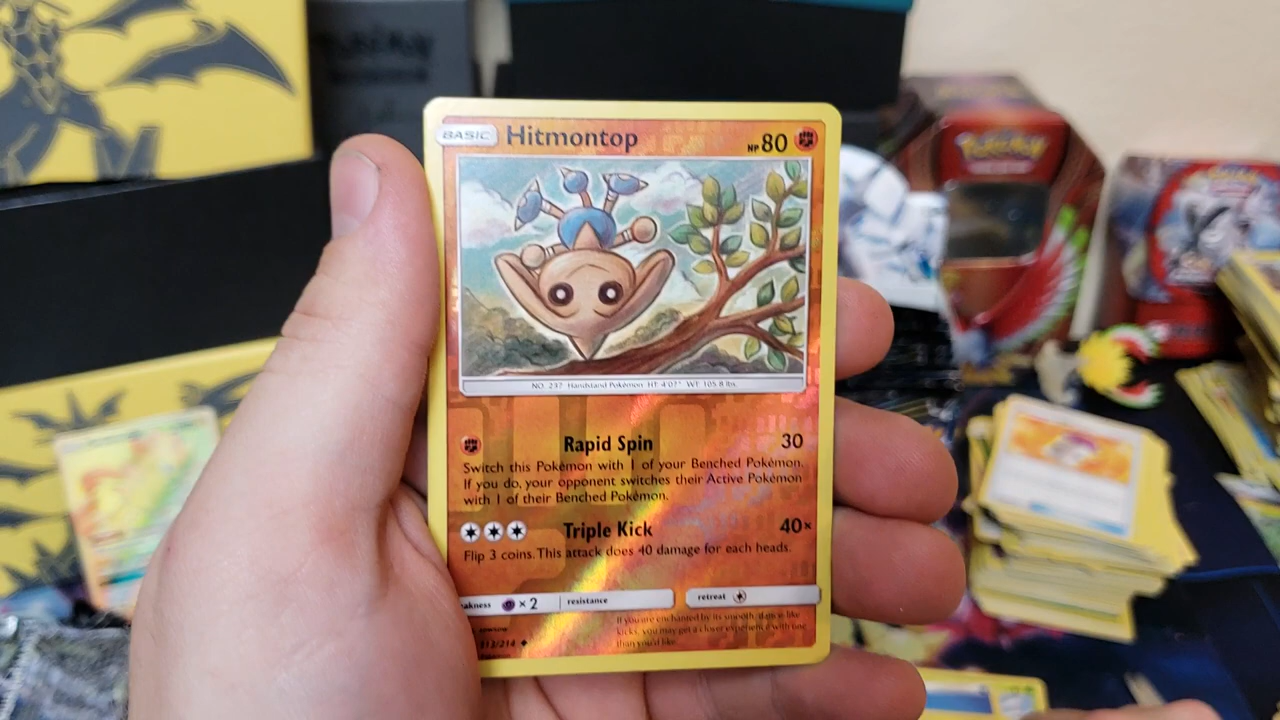 Pokémon
BASIC
Hitmontop
HP 80
NO. 237 Handstand Pokémon HT: 4'07" WT: 105.8 lbs.
Rapid Spin
30
Switch this Pokémon with 1 of your Benched Pokémon.
If you do, your opponent switches their Active Pokémon
with 1 of their Benched Pokémon.
Triple Kick
40×
Flip 3 coins. This attack does 40 damage for each heads.
akness
×2
resistance
retreat
If you are enchanted by its smooth, dance-like
kicks, you may get a closer experience with one
than you'd like.
113/214